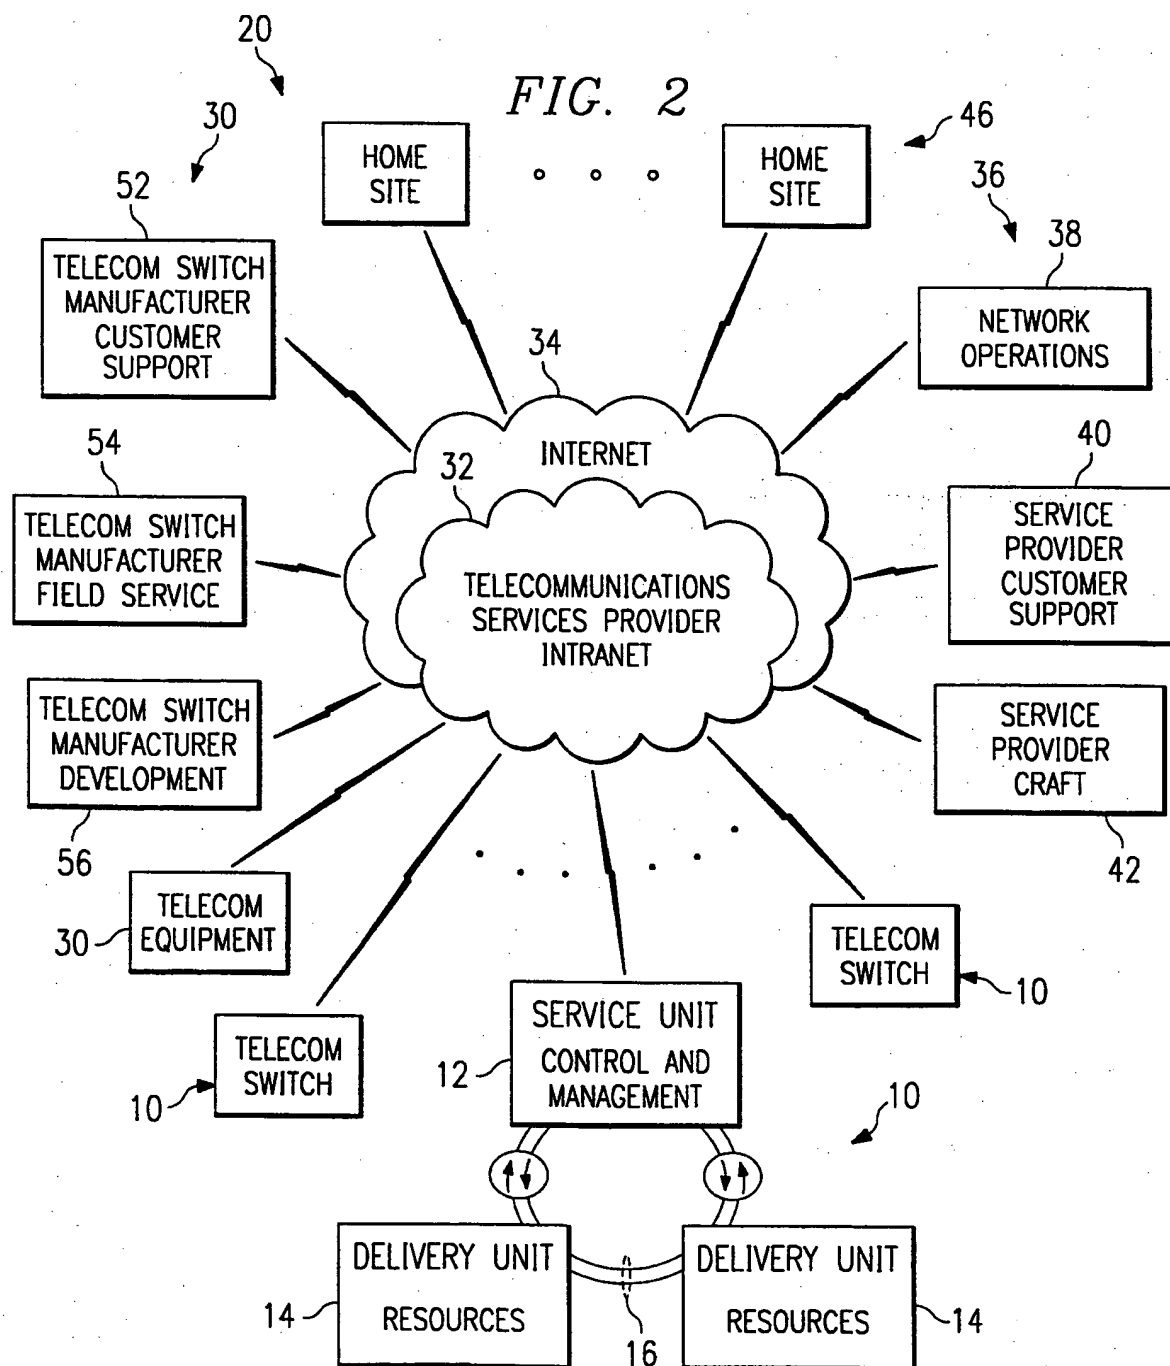 20
FIG. 2
30
46
HOME
SITE
HOME
SITE
36
52
38
TELECOM SWITCH
MANUFACTURER
CUSTOMER
SUPPORT
NETWORK
OPERATIONS
34
INTERNET
54
32
40
TELECOM SWITCH
MANUFACTURER
FIELD SERVICE
TELECOMMUNICATIONS
SERVICES PROVIDER
INTRANET
SERVICE
PROVIDER
CUSTOMER
SUPPORT
TELECOM SWITCH
MANUFACTURER
DEVELOPMENT
56
SERVICE
PROVIDER
CRAFT
42
TELECOM
EQUIPMENT
30
TELECOM
SWITCH
10
TELECOM
SWITCH
10
SERVICE UNIT
CONTROL AND
MANAGEMENT
12
10
DELIVERY UNIT
RESOURCES
14
16
DELIVERY UNIT
RESOURCES
14